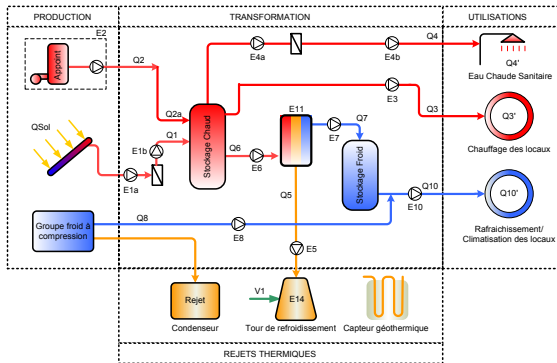 PRODUCTION
TRANSFORMATION
UTILISATIONS
E2
Appoint
Q2
Q2a
QSol
E1a
E1b
Q1
Stockage Chaud
E4a
E4b
Q4
Q4'
Eau Chaude Sanitaire
E3
Q3
Q3'
Chauffage des locaux
Q6
E6
E11
E7
Q7
Stockage Froid
Q5
Q10
E10
Q10'
Rafraichissement/
Climatisation des locaux
Groupe froid à
compression
Q8
E8
E5
Rejet
Condenseur
V1
E14
Tour de refroidissement
Capteur géothermique
REJETS THERMIQUES